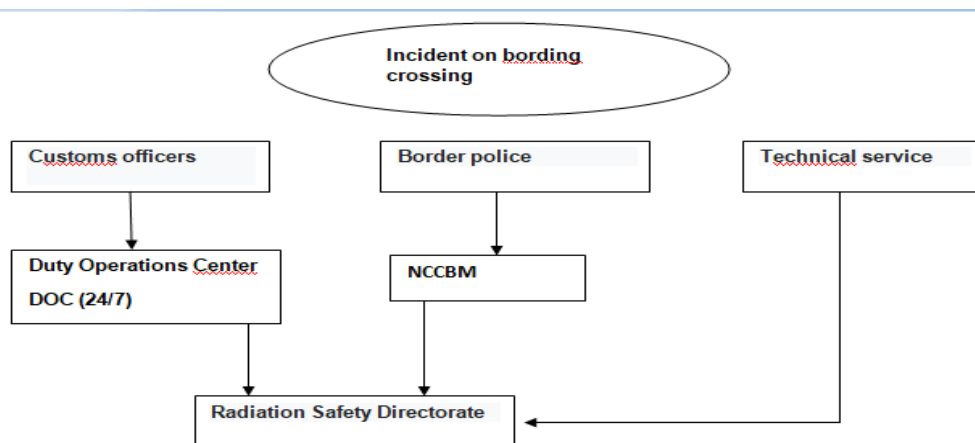 Incident on bording
crossing
Customs officers
Border police
Technical service
Duty Operations Center
DOC (24/7)
NCCBM
Radiation Safety Directorate